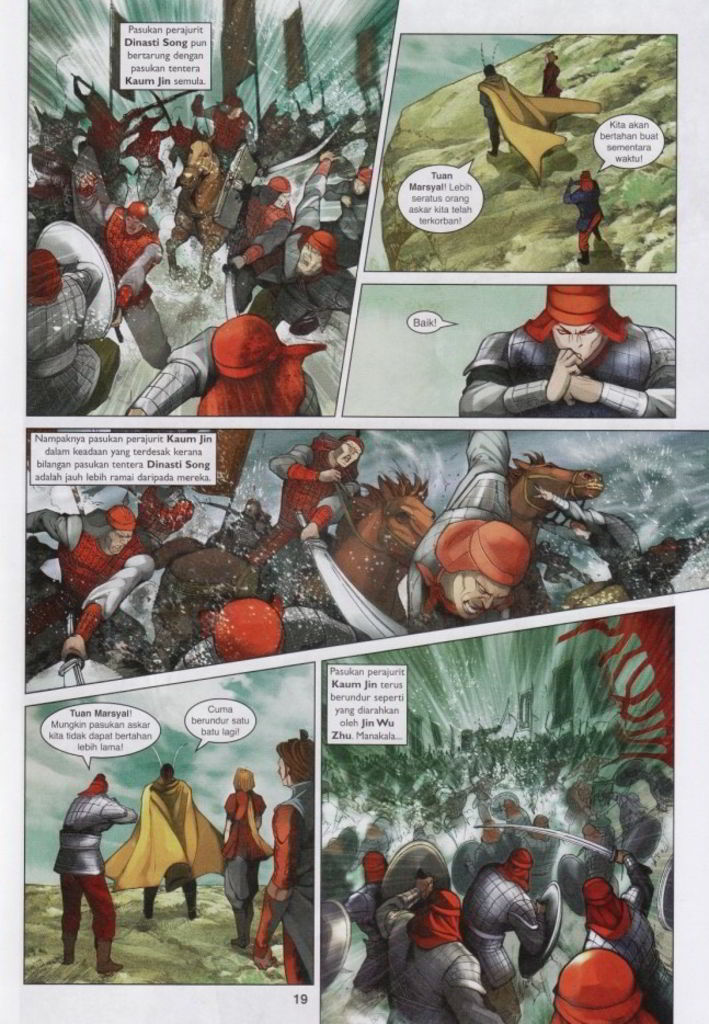 Pasukan perajurit
Dinasti Song pun
bertarung dengan
pasukan tentera
Kaum Jin semula.
Tuan
Marsyal! Lebih
seratus orang
askar kita telah
terkorban!
Kita akan
bertahan buat
sementara
waktu!
Baik!
Nampaknya pasukan perajurit Kaum Jin
dalam keadaan yang terdesak kerana
bilangan pasukan tentera Dinasti Song
adalah jauh lebih ramai daripada mereka.
Tuan Marsyal!
Mungkin pasukan askar
kita tidak dapat bertahan
lebih lama!
Cuma
berundur satu
batu lagi!
Pasukan perajurit
Kaum Jin terus
berundur seperti
yang diarahkan
oleh Jin Wu
Zhu. Manakala...
19